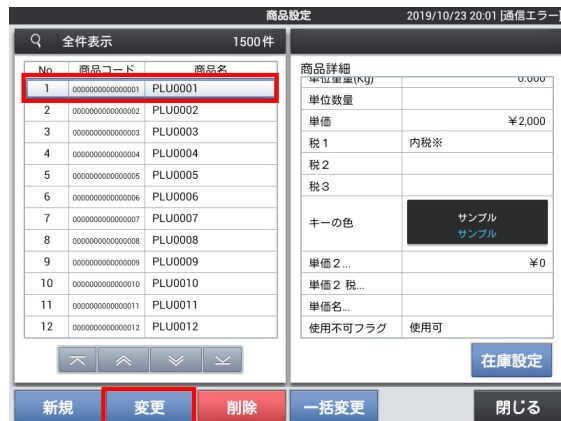 商品設定
2019/10/23 20:01 [通信エラー]
全件表示 1500件
No 商品コード 商品名
1 0000000000000001 PLU0001
2 0000000000000002 PLU0002
3 0000000000000003 PLU0003
4 0000000000000004 PLU0004
5 0000000000000005 PLU0005
6 0000000000000006 PLU0006
7 0000000000000007 PLU0007
8 0000000000000008 PLU0008
9 0000000000000009 PLU0009
10 0000000000000010 PLU0010
11 0000000000000011 PLU0011
12 0000000000000012 PLU0012
商品詳細
単位重量(Kg) 0.000
単位数量
単価 ¥2,000
税1 内税※
税2
税3
キーの色 サンプル
サンプル
単価2... ¥0
単価2 税...
単価名...
使用不可フラグ 使用可
在庫設定
新規 変更 削除 一括変更 閉じる